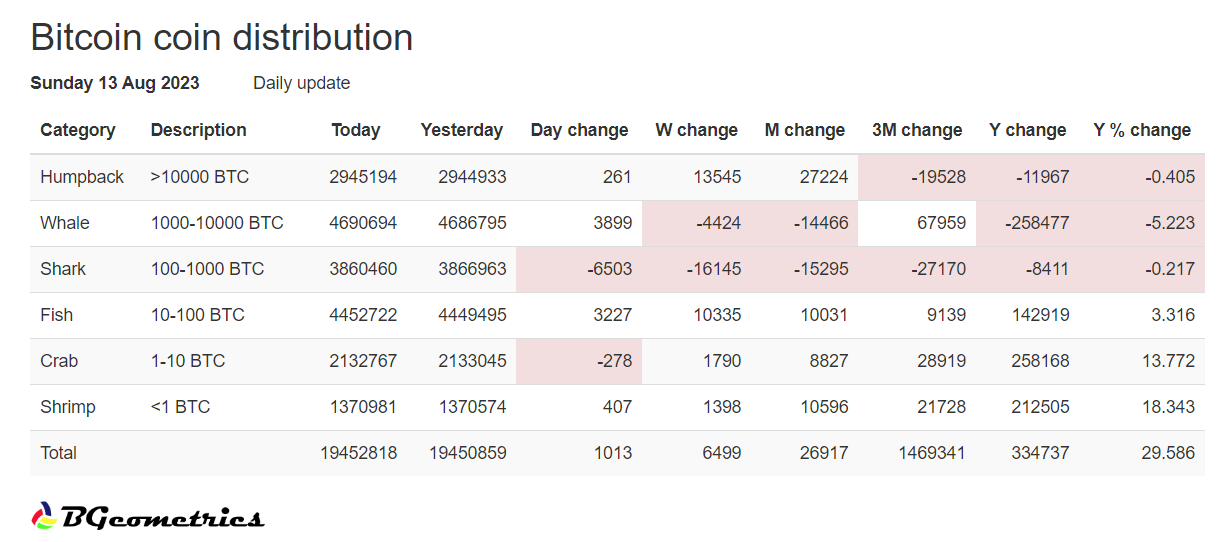 Bitcoin coin distribution
Sunday 13 Aug 2023 Daily update
Category Description Today Yesterday Day change W change M change 3M change Y change Y % change
Humpback >10000 BTC 2945194 2944933 261 13545 27224 -19528 -11967 -0.405
Whale 1000-10000 BTC 4690694 4686795 3899 -4424 -14466 67959 -258477 -5.223
Shark 100-1000 BTC 3860460 3866963 -6503 -16145 -15295 -27170 -8411 -0.217
Fish 10-100 BTC 4452722 4449495 3227 10335 10031 9139 142919 3.316
Crab 1-10 BTC 2132767 2133045 -278 1790 8827 28919 258168 13.772
Shrimp <1 BTC 1370981 1370574 407 1398 10596 21728 212505 18.343
Total 19452818 19450859 1013 6499 26917 1469341 334737 29.586
BGeometrics